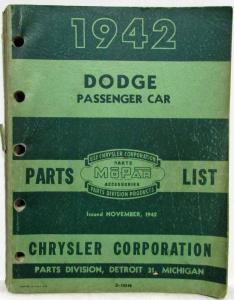 1942
DODGE
PASSENGER CAR
USE CHRYSLER CORPORATION
PARTS
MOPAR
ACCESSORIES
PARTS DIVISION PRODUCTS
PARTS LIST
Issued NOVEMBER, 1942
CHRYSLER CORPORATION
PARTS DIVISION, DETROIT 31, MICHIGAN